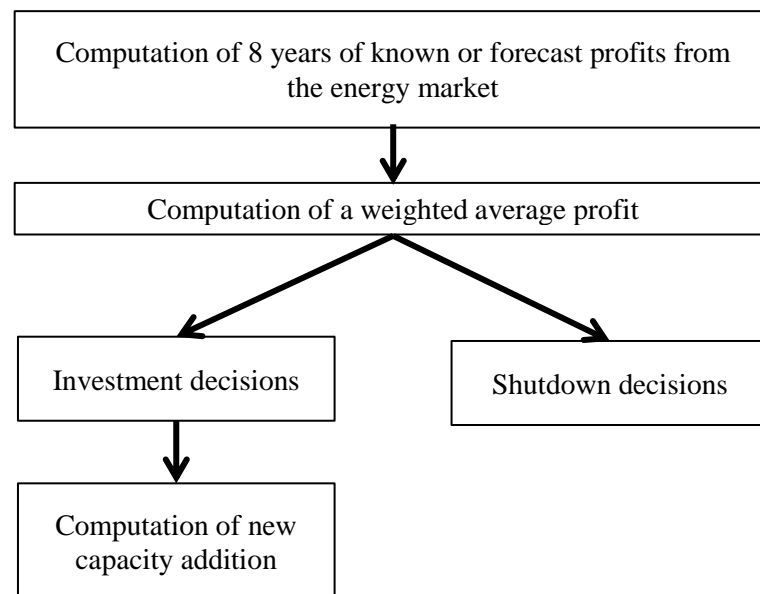 Computation of 8 years of known or forecast profits from
the energy market
Computation of a weighted average profit
Investment decisions
Shutdown decisions
Computation of new
capacity addition